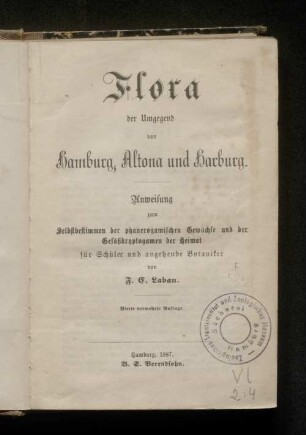 Flora
der Umgegend
von
Hamburg, Altona und Harburg.
Anweisung
zum
Selbstbestimmen der phanerogamischen Gewächse und der
Gefäßkryptogamen der Heimat
für Schüler und angehende Botaniker
von
F. C. Laban.
Vierte vermehrte Auflage.
Hamburg, 1887.
B. S. Berendsohn.
VI
2:4